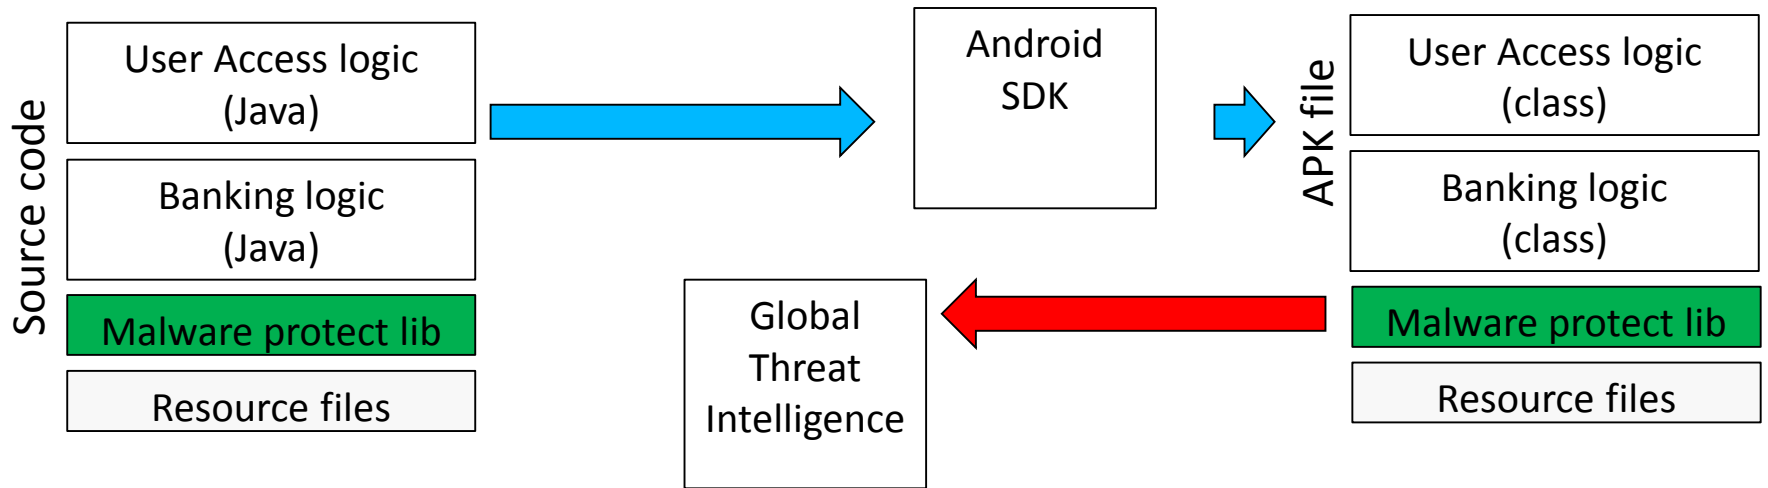 Source code
User Access logic
(Java)
Banking logic
(Java)
Malware protect lib
Resource files
Android
SDK
Global
Threat
Intelligence
APK file
User Access logic
(class)
Banking logic
(class)
Malware protect lib
Resource files